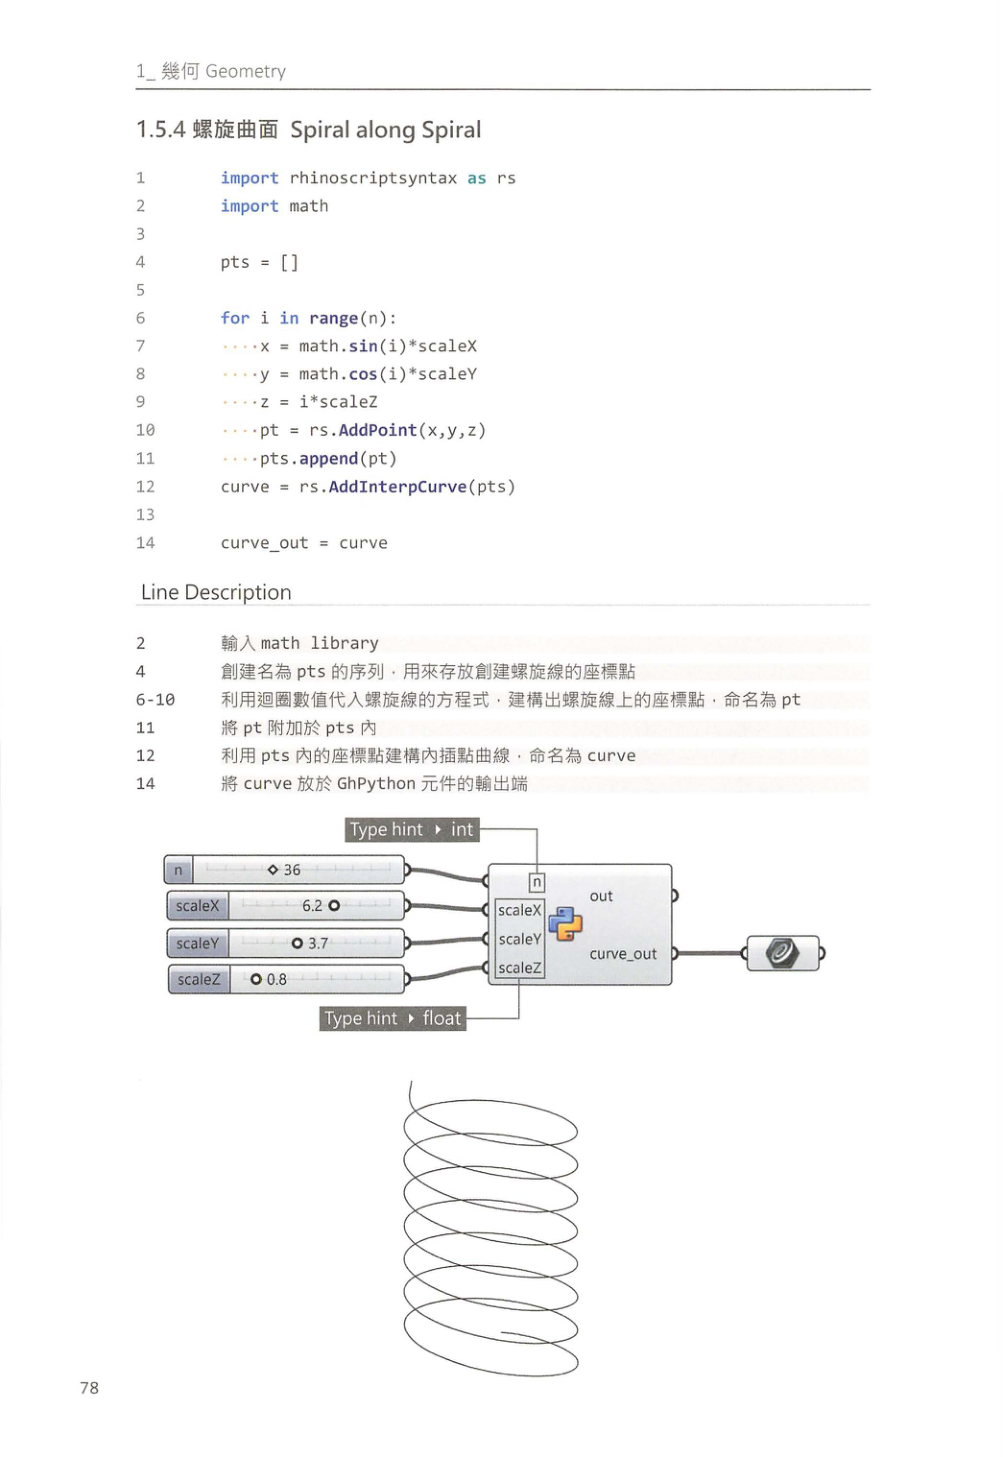 1_ 幾何 Geometry
1.5.4 螺旋曲面 Spiral along Spiral
1 import rhinoscriptsyntax as rs
2 import math
3
4 pts = []
5
6 for i in range(n):
7 ····x = math.sin(i)*scaleX
8 ····y = math.cos(i)*scaleY
9 ····z = i*scaleZ
10 ····pt = rs.AddPoint(x,y,z)
11 ····pts.append(pt)
12 curve = rs.AddInterpCurve(pts)
13
14 curve_out = curve
Line Description
2 輸入 math library
4 創建名為 pts 的序列，用來存放創建螺旋線的座標點
6-10 利用迴圈數值代入螺旋線的方程式，建構出螺旋線上的座標點，命名為 pt
11 將 pt 附加於 pts 內
12 利用 pts 內的座標點建構內插點曲線，命名為 curve
14 將 curve 放於 GhPython 元件的輸出端
Type hint ▸ int
n 36
scaleX 6.2
scaleY 3.7
scaleZ 0.8
n
scaleX
scaleY
scaleZ
out
curve_out
Type hint ▸ float
78